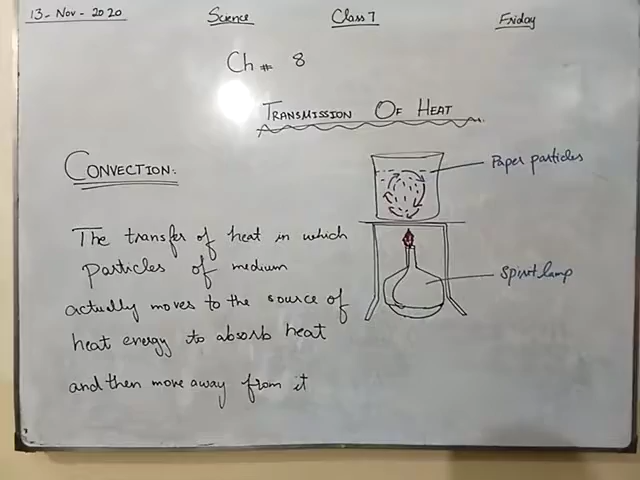 13-Nov-2020 Science Class 7 Friday
Ch # 8
TRANSMISSION OF HEAT
CONVECTION:
Paper particles
The transfer of heat in which
particles of medium
actually moves to the source of
heat energy to absorb heat
and then move away from it
Spirit lamp